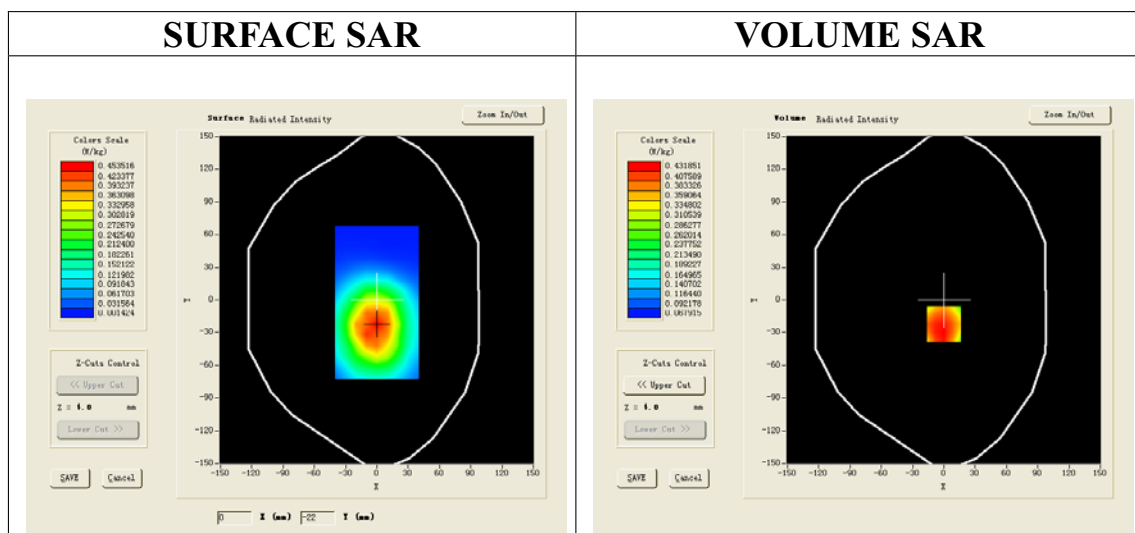 SURFACE SAR
VOLUME SAR
Surface Radiated Intensity
Zoom In/Out
Colors Scale
(W/kg)
0.453516
0.423377
0.393237
0.363098
0.332958
0.302819
0.272679
0.242540
0.212400
0.182261
0.152122
0.121982
0.091843
0.061703
0.031564
0.001424
150
90
60
30
0
-30
-60
-90
-120
-150
Y
-150 -120 -90 -60 -30 0 30 60 90 120 150
X
Z-Cuts Control
<< Upper Cut
Z = 4.0 mm
Lower Cut >>
SAVE Cancel
0 X (mm) -22 Y (mm)
Volume Radiated Intensity
Zoom In/Out
Colors Scale
(W/kg)
0.431851
0.407589
0.383326
0.359064
0.334802
0.310539
0.286277
0.262014
0.237752
0.213490
0.189227
0.164965
0.140702
0.116440
0.092178
0.067915
150
90
60
30
0
-30
-60
-90
-120
-150
Y
-150 -120 -90 -60 -30 0 30 60 90 120 150
X
Z-Cuts Control
<< Upper Cut
Z = 4.0 mm
Lower Cut >>
SAVE Cancel